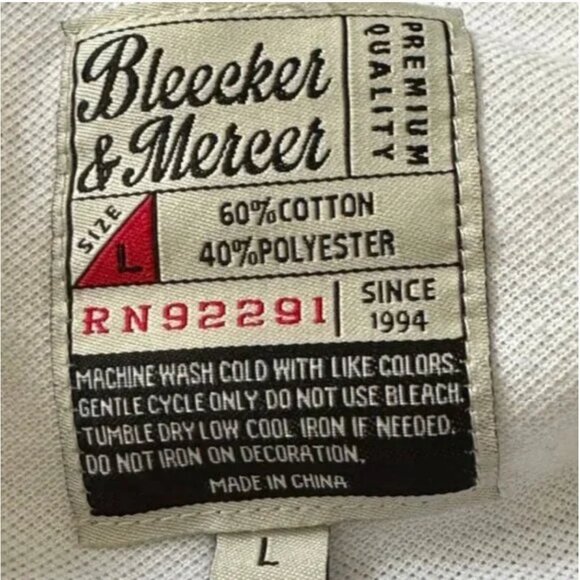 Bleecker
& Mercer
PREMIUM
QUALITY
SIZE
L
60%COTTON
40%POLYESTER
RN92291
SINCE
1994
MACHINE WASH COLD WITH LIKE COLORS.
GENTLE CYCLE ONLY DO NOT USE BLEACH.
TUMBLE DRY LOW COOL IRON IF NEEDED.
DO NOT IRON ON DECORATION.
MADE IN CHINA
L